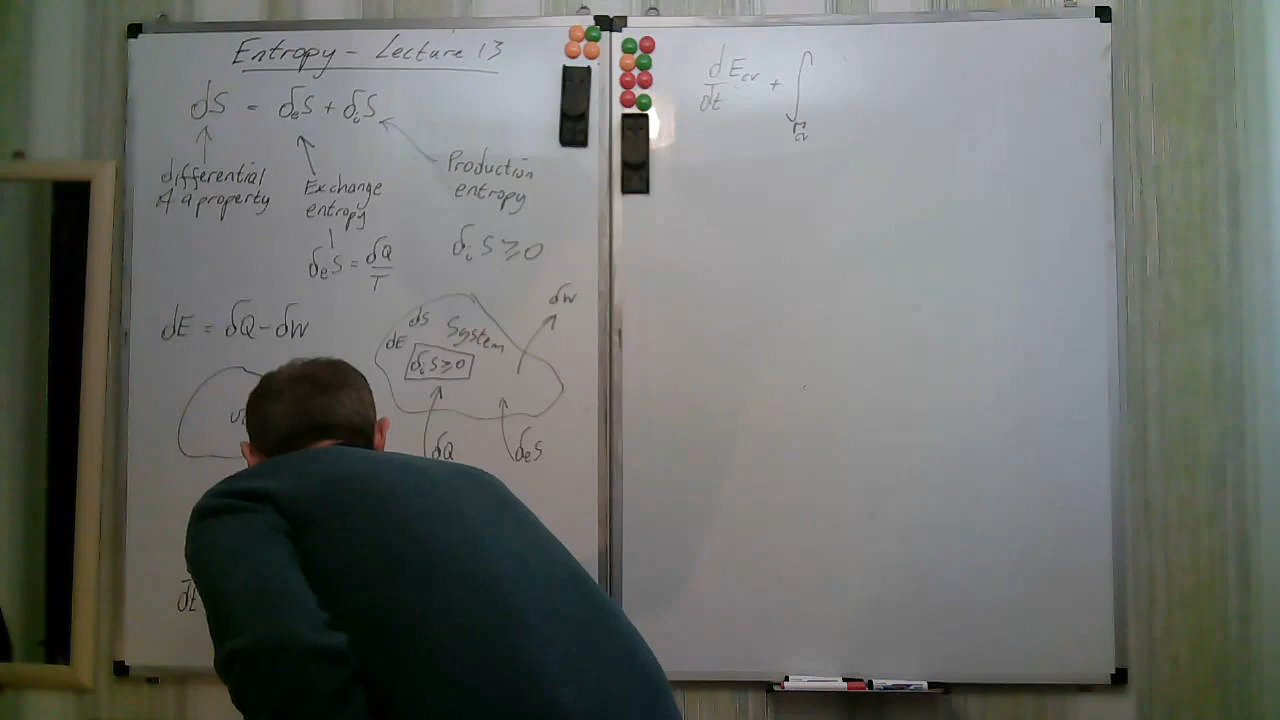 Entropy - Lecture 13
dS = δeS + δiS
differential
of a property
Exchange
entropy
Production
entropy
δeS = δQ/T
δiS ≥ 0
dE = δQ - δW
dS
System
dE
δiS ≥ 0
δW
δQ
δeS
d/dt Ecv + ∫